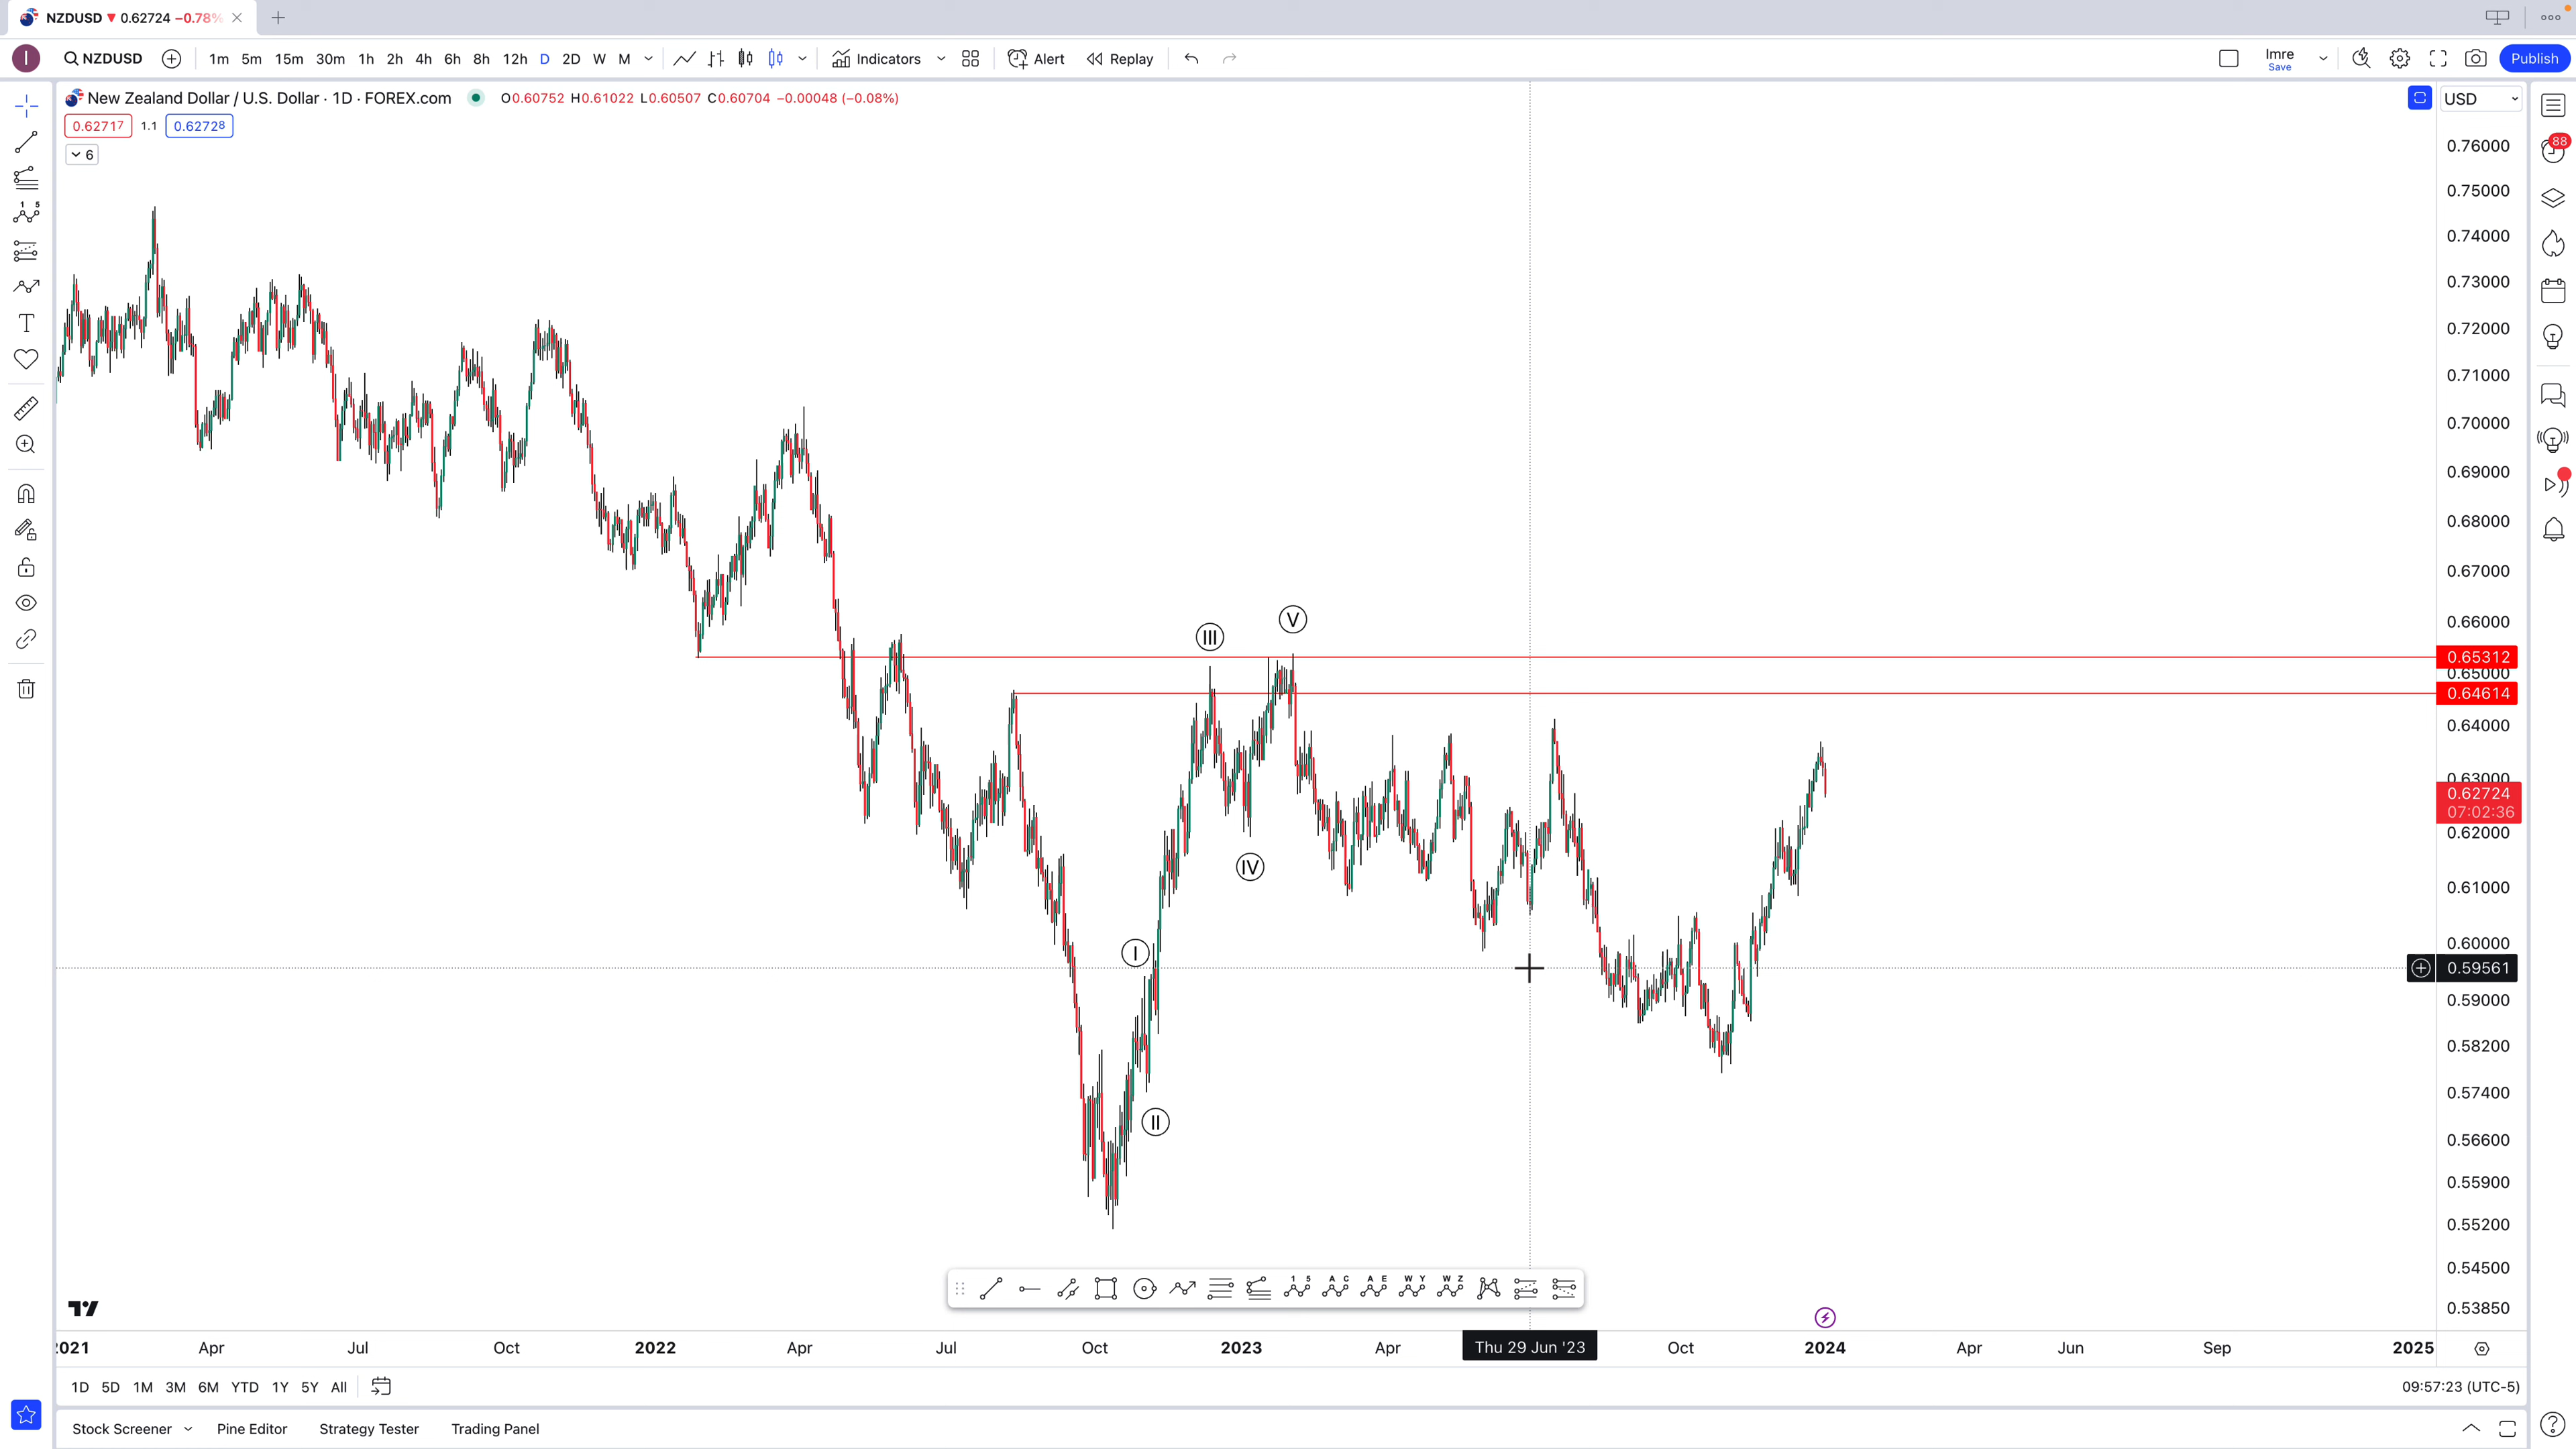 NZDUSD ▼ 0.62724 −0.78%
I
NZDUSD 1m 5m 15m 30m 1h 2h 4h 6h 8h 12h D 2D W M Indicators Alert Replay Imre Save Publish
New Zealand Dollar / U.S. Dollar · 1D · FOREX.com O0.60752 H0.61022 L0.60507 C0.60704 −0.00048 (−0.08%)
USD
0.62717 1.1 0.62728
6
88
0.76000
0.75000
0.74000
0.73000
0.72000
0.71000
0.70000
0.69000
0.68000
0.67000
0.66000
0.65312
0.65000
0.64614
0.64000
0.63000
0.62724
07:02:36
0.62000
0.61000
0.60000
0.59561
0.59000
0.58200
0.57400
0.56600
0.55900
0.55200
0.54500
0.53850
V
III
IV
I
II
1 5
T
1 5 A C A E W Y W Z
2021 Apr Jul Oct 2022 Apr Jul Oct 2023 Apr Thu 29 Jun '23 Oct 2024 Apr Jun Sep 2025
1D 5D 1M 3M 6M YTD 1Y 5Y All
09:57:23 (UTC-5)
Stock Screener Pine Editor Strategy Tester Trading Panel